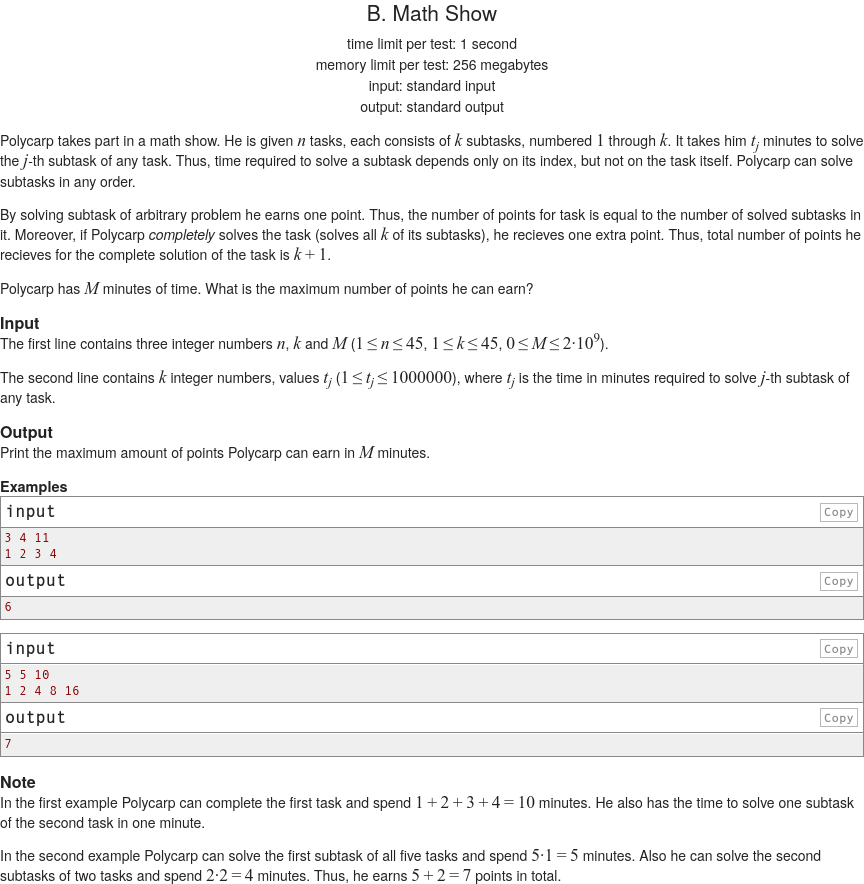 B. Math Show
time limit per test: 1 second
memory limit per test: 256 megabytes
input: standard input
output: standard output
Polycarp takes part in a math show. He is given n tasks, each consists of k subtasks, numbered 1 through k. It takes him t_j minutes to solve
the j-th subtask of any task. Thus, time required to solve a subtask depends only on its index, but not on the task itself. Polycarp can solve
subtasks in any order.
By solving subtask of arbitrary problem he earns one point. Thus, the number of points for task is equal to the number of solved subtasks in
it. Moreover, if Polycarp completely solves the task (solves all k of its subtasks), he recieves one extra point. Thus, total number of points he
recieves for the complete solution of the task is k + 1.
Polycarp has M minutes of time. What is the maximum number of points he can earn?
Input
The first line contains three integer numbers n, k and M (1 ≤ n ≤ 45, 1 ≤ k ≤ 45, 0 ≤ M ≤ 2·10^9).
The second line contains k integer numbers, values t_j (1 ≤ t_j ≤ 1000000), where t_j is the time in minutes required to solve j-th subtask of
any task.
Output
Print the maximum amount of points Polycarp can earn in M minutes.
Examples
input Copy
3 4 11
1 2 3 4
output Copy
6
input Copy
5 5 10
1 2 4 8 16
output Copy
7
Note
In the first example Polycarp can complete the first task and spend 1 + 2 + 3 + 4 = 10 minutes. He also has the time to solve one subtask
of the second task in one minute.
In the second example Polycarp can solve the first subtask of all five tasks and spend 5·1 = 5 minutes. Also he can solve the second
subtasks of two tasks and spend 2·2 = 4 minutes. Thus, he earns 5 + 2 = 7 points in total.